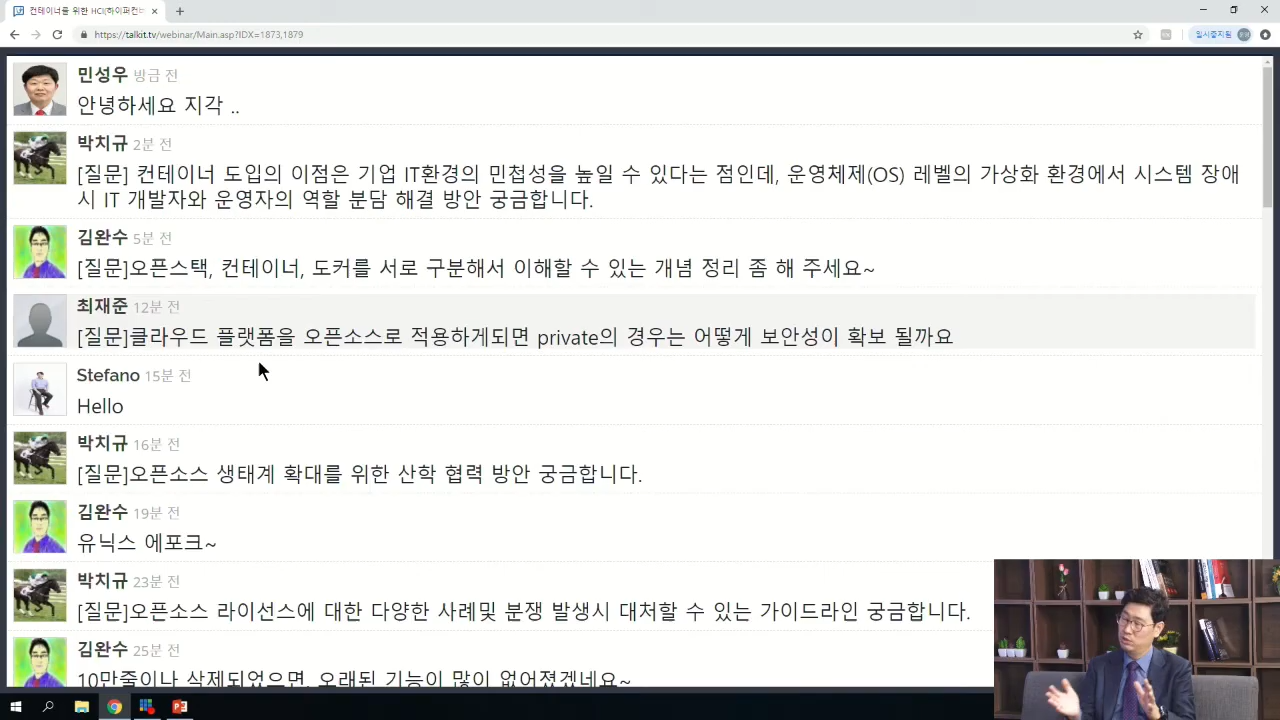 컨테이너를 위한 HCI(하이퍼컨버
https://talkit.tv/webinar/Main.asp?IDX=1873,1879
일시중지됨
민성우 방금 전
안녕하세요 지각 ..
박치규 2분 전
[질문] 컨테이너 도입의 이점은 기업 IT환경의 민첩성을 높일 수 있다는 점인데, 운영체제(OS) 레벨의 가상화 환경에서 시스템 장애
시 IT 개발자와 운영자의 역할 분담 해결 방안 궁금합니다.
김완수 5분 전
[질문]오픈스택, 컨테이너, 도커를 서로 구분해서 이해할 수 있는 개념 정리 좀 해 주세요~
최재준 12분 전
[질문]클라우드 플랫폼을 오픈소스로 적용하게되면 private의 경우는 어떻게 보안성이 확보 될까요
Stefano 15분 전
Hello
박치규 16분 전
[질문]오픈소스 생태계 확대를 위한 산학 협력 방안 궁금합니다.
김완수 19분 전
유닉스 에포크~
박치규 23분 전
[질문]오픈소스 라이선스에 대한 다양한 사례및 분쟁 발생시 대처할 수 있는 가이드라인 궁금합니다.
김완수 25분 전
10만줄이나 삭제되었으면, 오래된 기능이 많이 없어졌겠네요~